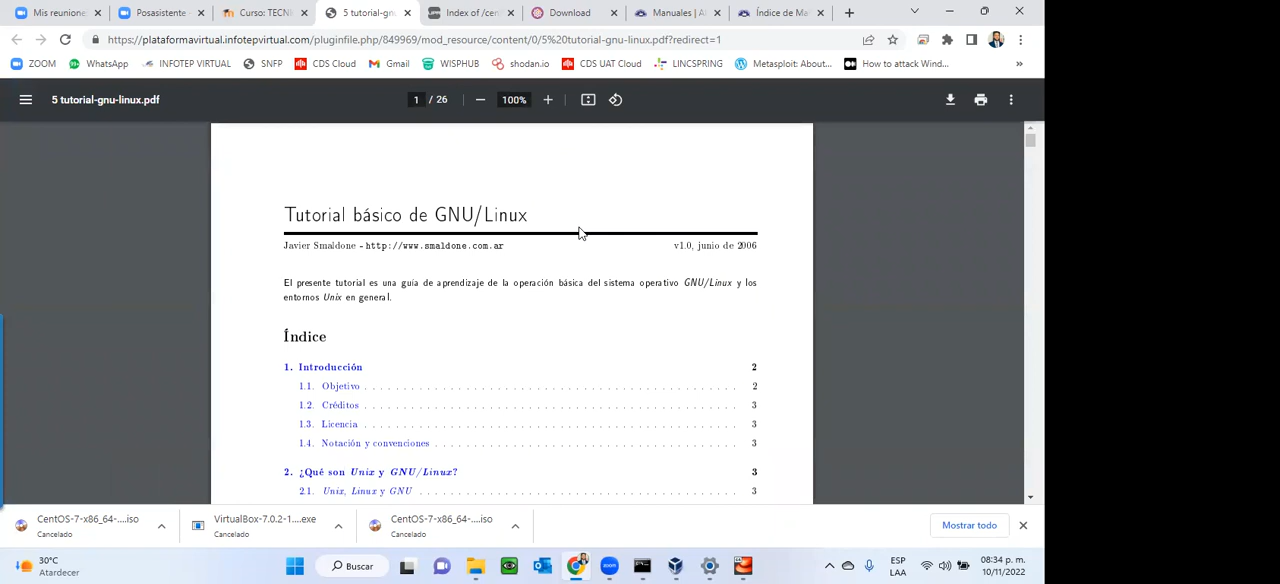 Mis reunione
Posasistente -
Curso: TECNI
5 tutorial-gnu
Index of /cen
Download
Manuales | Al
Índice de Ma
https://plataformavirtual.infotepvirtual.com/pluginfile.php/849969/mod_resource/content/0/5%20tutorial-gnu-linux.pdf?redirect=1
ZOOM
WhatsApp
INFOTEP VIRTUAL
SNFP
CDS Cloud
Gmail
WISPHUB
shodan.io
CDS UAT Cloud
LINCSPRING
Metasploit: About...
How to attack Wind...
»
5 tutorial-gnu-linux.pdf
1 / 26
100%
Tutorial básico de GNU/Linux
Javier Smaldone - http://www.smaldone.com.ar
v1.0, junio de 2006
El presente tutorial es una guía de aprendizaje de la operación básica del sistema operativo GNU/Linux y los
entornos Unix en general.
Índice
1. Introducción 2
1.1. Objetivo . . . . . . . . . . . . . . . . . . . . 2
1.2. Créditos . . . . . . . . . . . . . . . . . . . . 3
1.3. Licencia . . . . . . . . . . . . . . . . . . . . 3
1.4. Notación y convenciones . . . . . . . . . . . . . . . . . . . . 3
2. ¿Qué son Unix y GNU/Linux? 3
2.1. Unix, Linux y GNU . . . . . . . . . . . . . . . . . . . . 3
CentOS-7-x86_64-....iso
Cancelado
VirtualBox-7.0.2-1....exe
Cancelado
CentOS-7-x86_64-....iso
Cancelado
Mostrar todo
30°C
Atardecer
Buscar
zoom
ESP
LAA
08:34 p. m.
10/11/2022